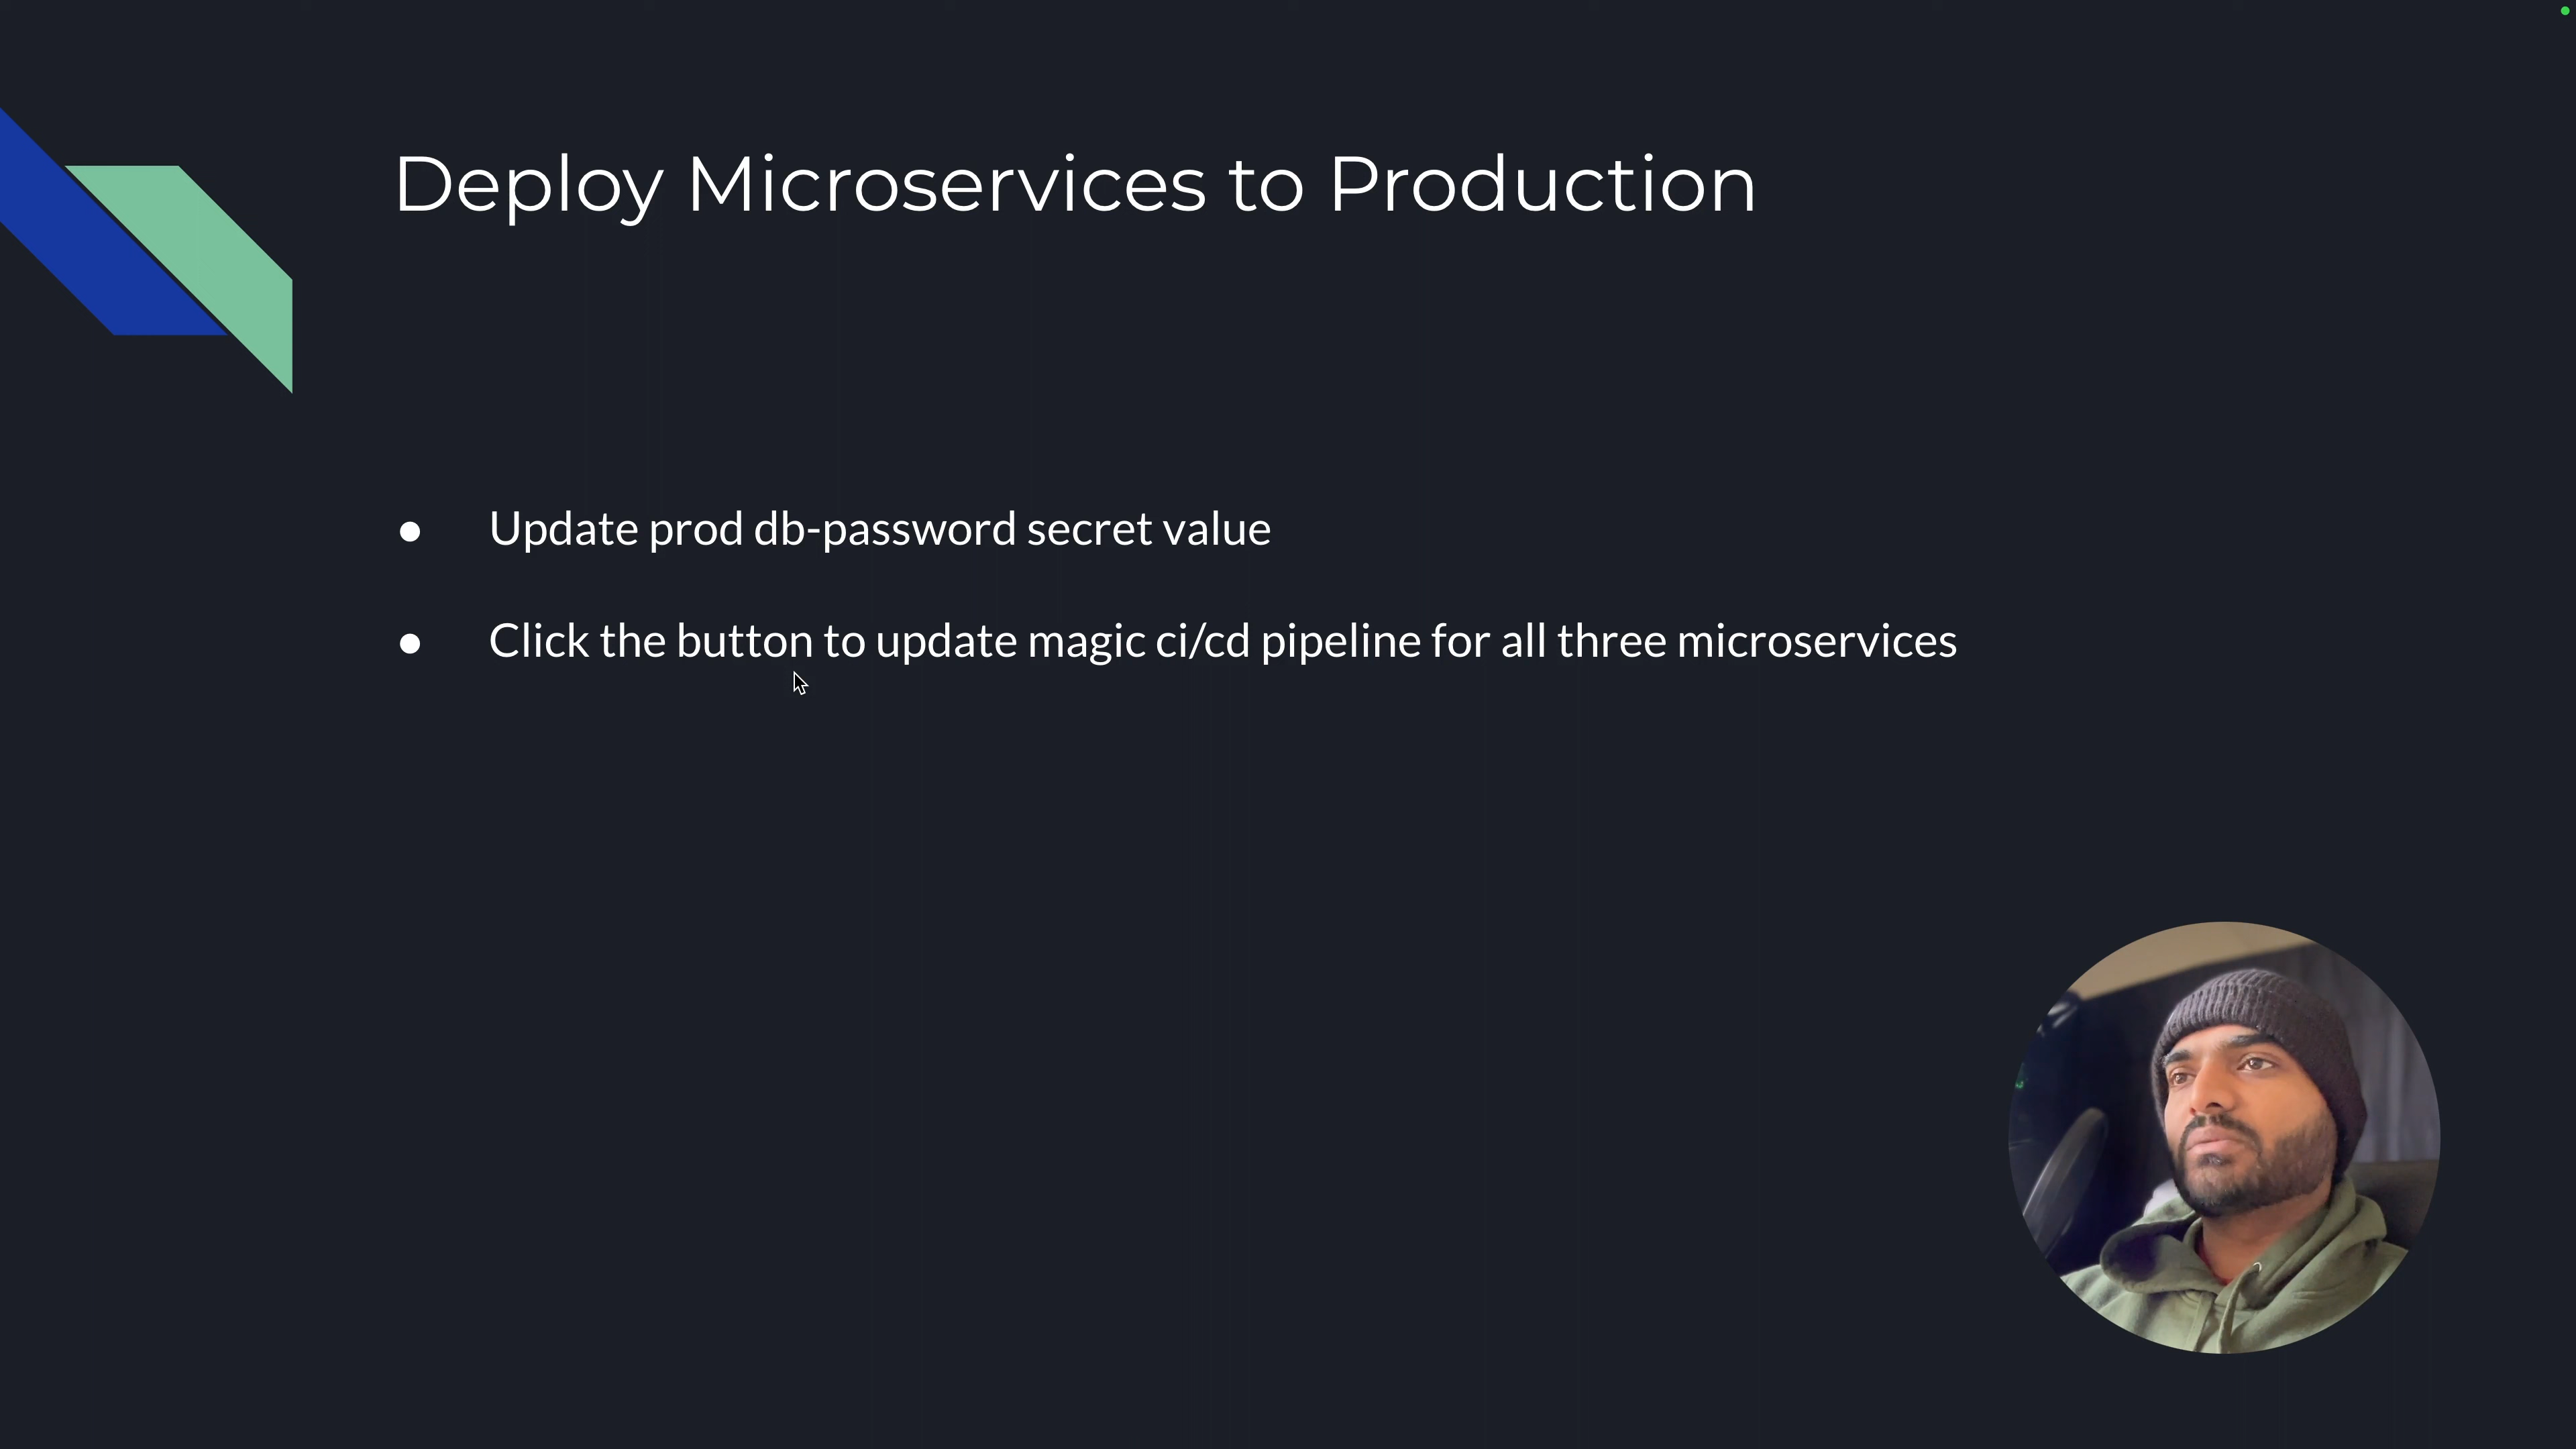 Deploy Microservices to Production
● Update prod db-password secret value
● Click the button to update magic ci/cd pipeline for all three microservices